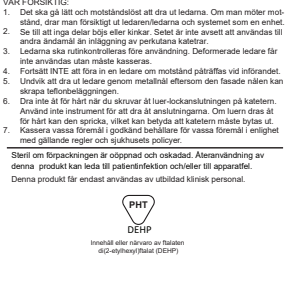 VAR FÖRSIKTIG:
1. Det ska gå lätt och motståndslöst att dra ut ledaren. Om man möter mot-
stånd, drar man försiktigt ut ledaren/ledarna och systemet som en enhet.
2. Se till att inga delar böjs eller kinkar. Setet är inte avsett att användas till
andra ändamål än inläggning av perkutana katetrar.
3. Ledarna ska rutinkontrolleras före användning. Deformerade ledare får
inte användas utan måste kasseras.
4. Fortsätt INTE att föra in en ledare om motstånd påträffas vid införandet.
5. Undvik att dra ut ledare genom metallnål eftersom den fasade nålen kan
skrapa teflonbeläggningen.
6. Dra inte åt för hårt när du skruvar åt luer-lockanslutningen på katetern.
Använd inte instrument för att dra åt anslutningarna. Om luern dras åt
för hårt kan den spricka, vilket kan betyda att katetern måste bytas ut.
7. Kassera vassa föremål i godkänd behållare för vassa föremål i enlighet
med gällande regler och sjukhusets policyer.
Steril om förpackningen är oöppnad och oskadad. Återanvändning av
denna produkt kan leda till patientinfektion och/eller till apparatfel.
Denna produkt får endast användas av utbildad klinisk personal.
PHT
DEHP
Innehåll eller närvaro av ftalaten
di(2-etylhexyl)ftalat (DEHP)